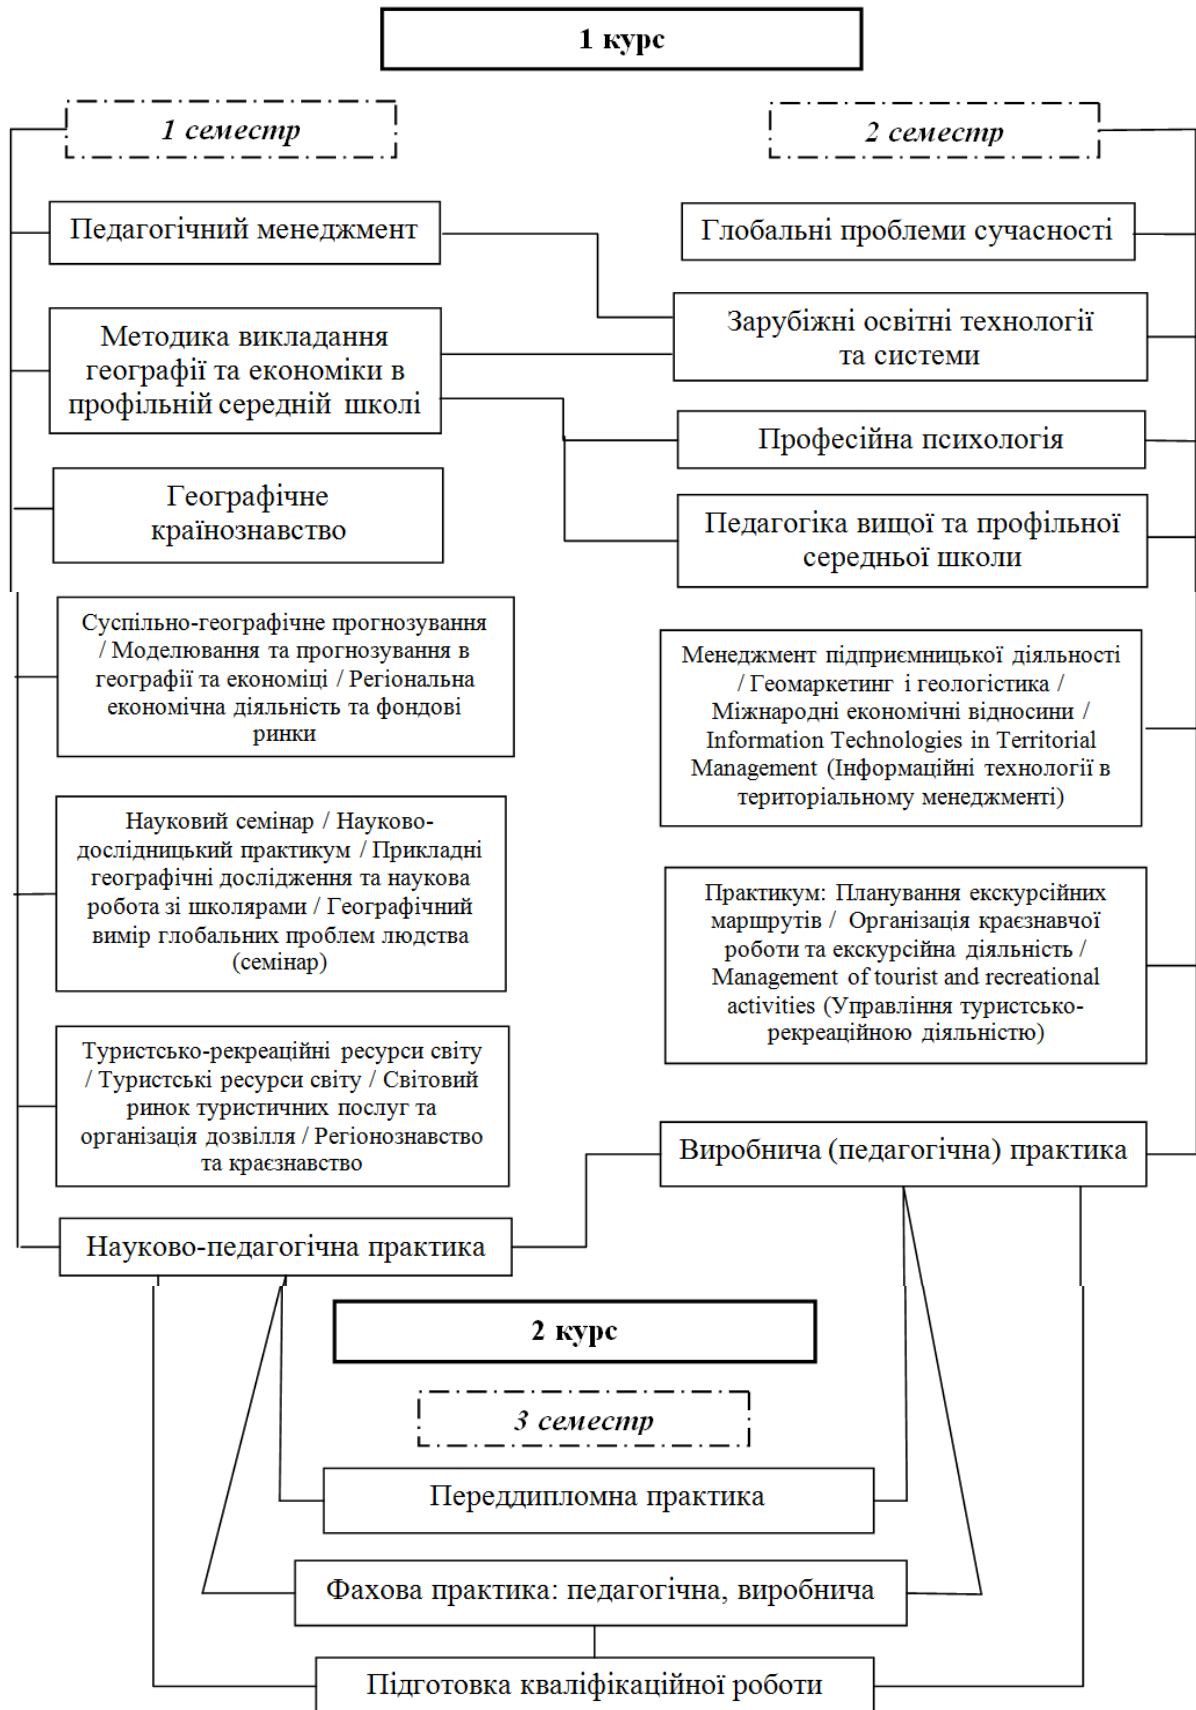 1 курс
1 семестр
2 семестр
Педагогічний менеджмент
Глобальні проблеми сучасності
Методика викладання
географії та економіки в
профільній середній школі
Зарубіжні освітні технології
та системи
Професійна психологія
Географічне
країнознавство
Педагогіка вищої та профільної
середньої школи
Суспільно-географічне прогнозування
/ Моделювання та прогнозування в
географії та економіці / Регіональна
економічна діяльність та фондові
ринки
Менеджмент підприємницької діяльності
/ Геомаркетинг і геологістика /
Міжнародні економічні відносини /
Information Technologies in Territorial
Management (Інформаційні технології в
територіальному менеджменті)
Науковий семінар / Науково-
дослідницький практикум / Прикладні
географічні дослідження та наукова
робота зі школярами / Географічний
вимір глобальних проблем людства
(семінар)
Практикум: Планування екскурсійних
маршрутів / Організація краєзнавчої
роботи та екскурсійна діяльність /
Management of tourist and recreational
activities (Управління туристсько-
рекреаційною діяльністю)
Туристсько-рекреаційні ресурси світу
/ Туристські ресурси світу / Світовий
ринок туристичних послуг та
організація дозвілля / Регіонознавство
та краєзнавство
Виробнича (педагогічна) практика
Науково-педагогічна практика
2 курс
3 семестр
Переддипломна практика
Фахова практика: педагогічна, виробнича
Підготовка кваліфікаційної роботи